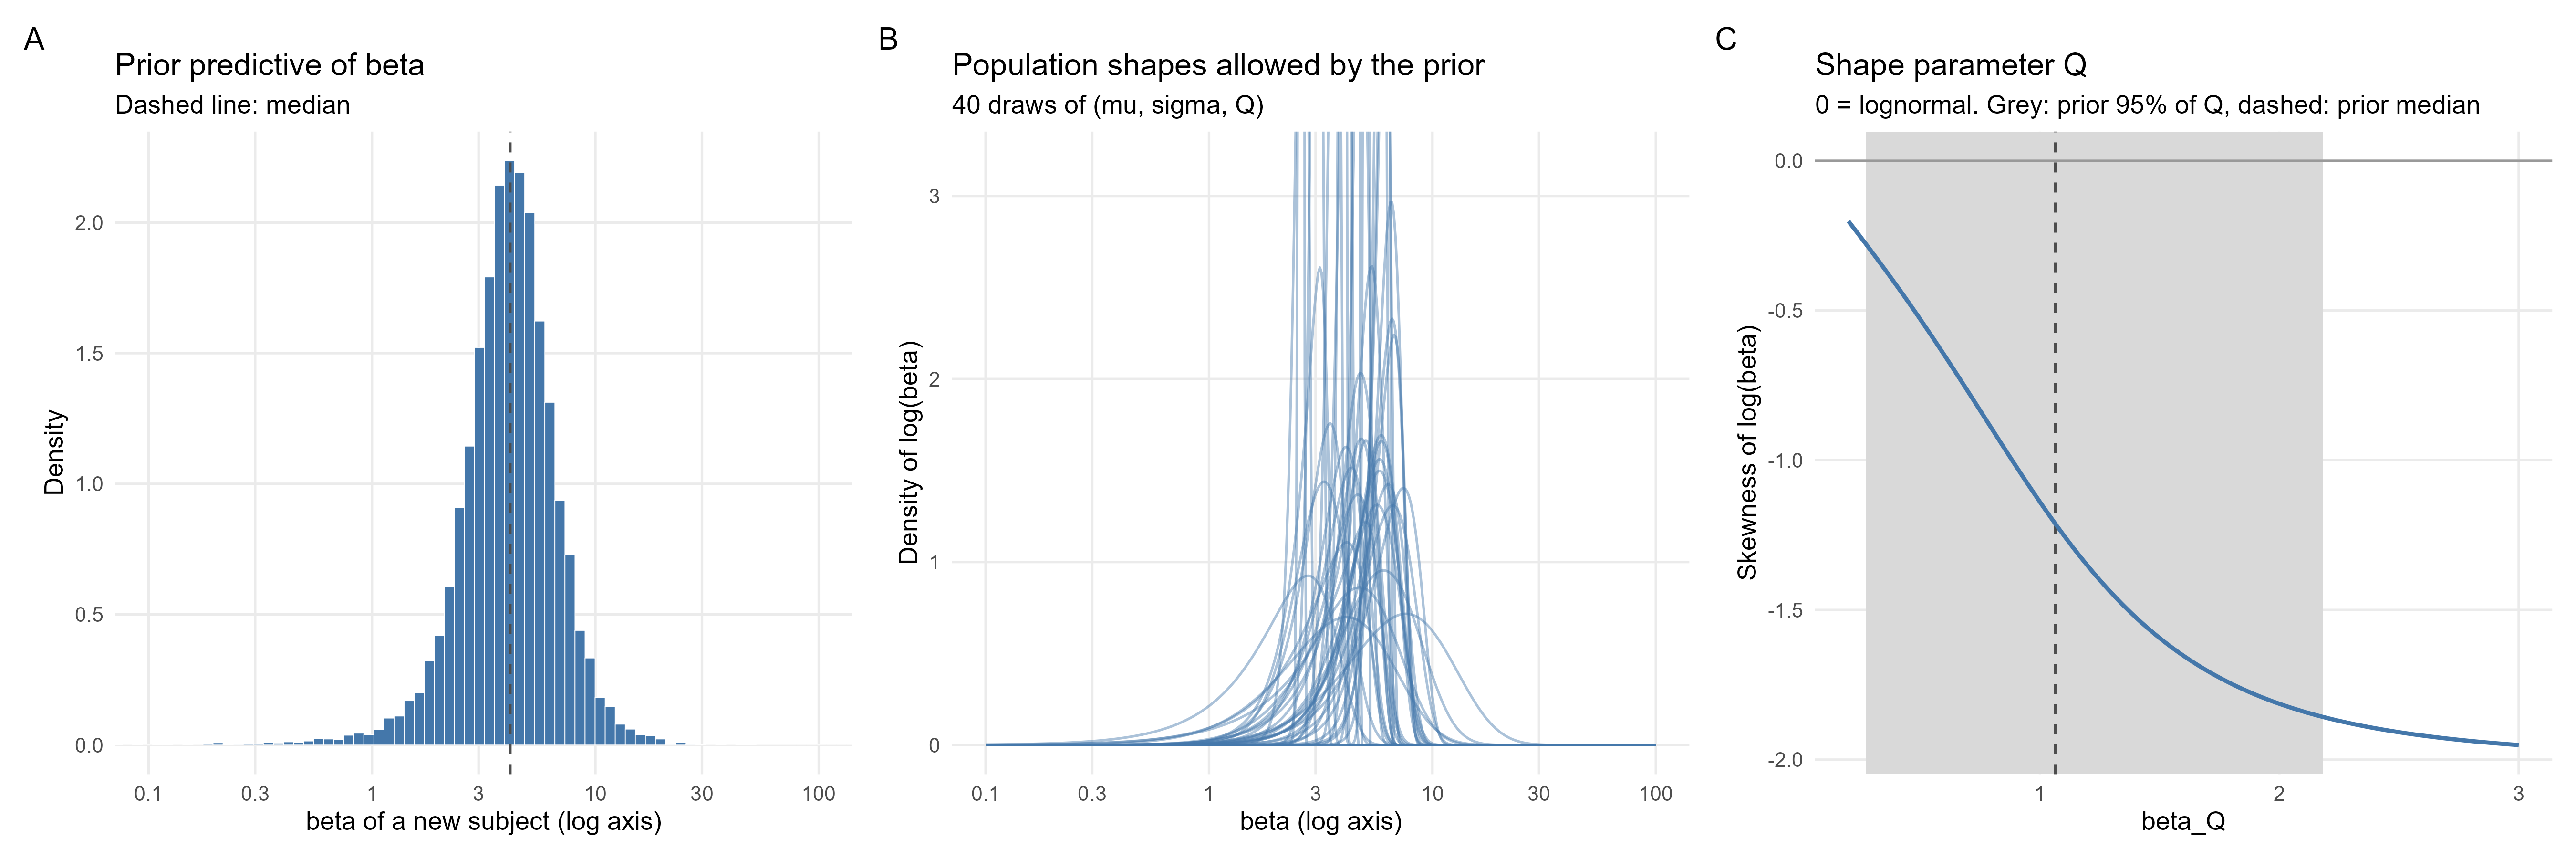 A
Prior predictive of beta
Dashed line: median
Density
2.0
1.5
1.0
0.5
0.0
0.1 0.3 1 3 10 30 100
beta of a new subject (log axis)
B
Population shapes allowed by the prior
40 draws of (mu, sigma, Q)
Density of log(beta)
3
2
1
0
0.1 0.3 1 3 10 30 100
beta (log axis)
C
Shape parameter Q
0 = lognormal. Grey: prior 95% of Q, dashed: prior median
Skewness of log(beta)
0.0
-0.5
-1.0
-1.5
-2.0
1 2 3
beta_Q